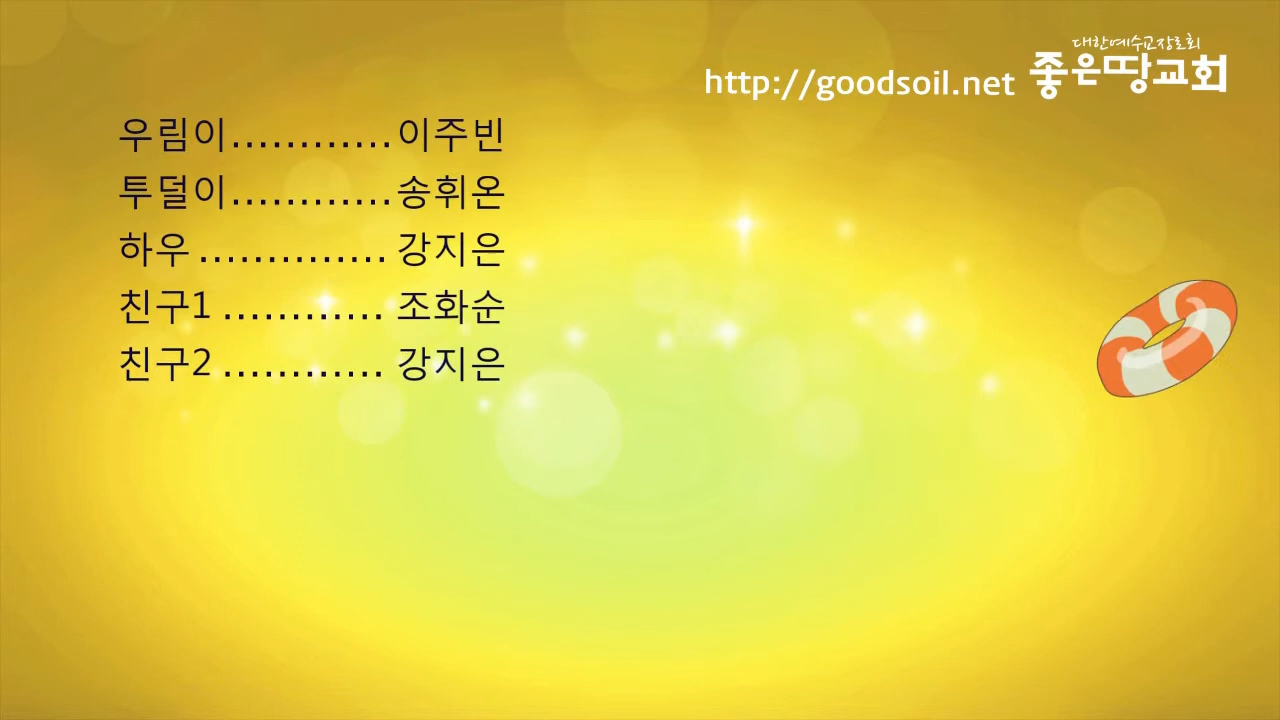 대한예수교장로회
http://goodsoil.net 좋은땅교회
우림이............이주빈
투덜이............송휘온
하우..............강지은
친구1 ............ 조화순
친구2 ............ 강지은